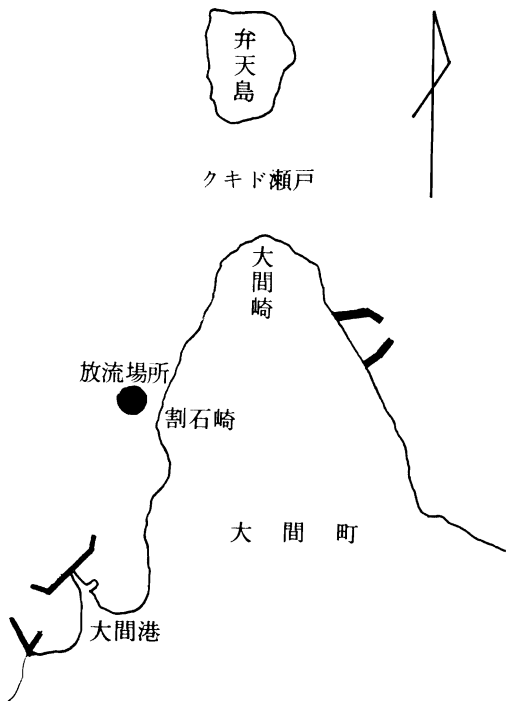 弁天島
クキド瀬戸
大間崎
放流場所
割石崎
大間町
大間港